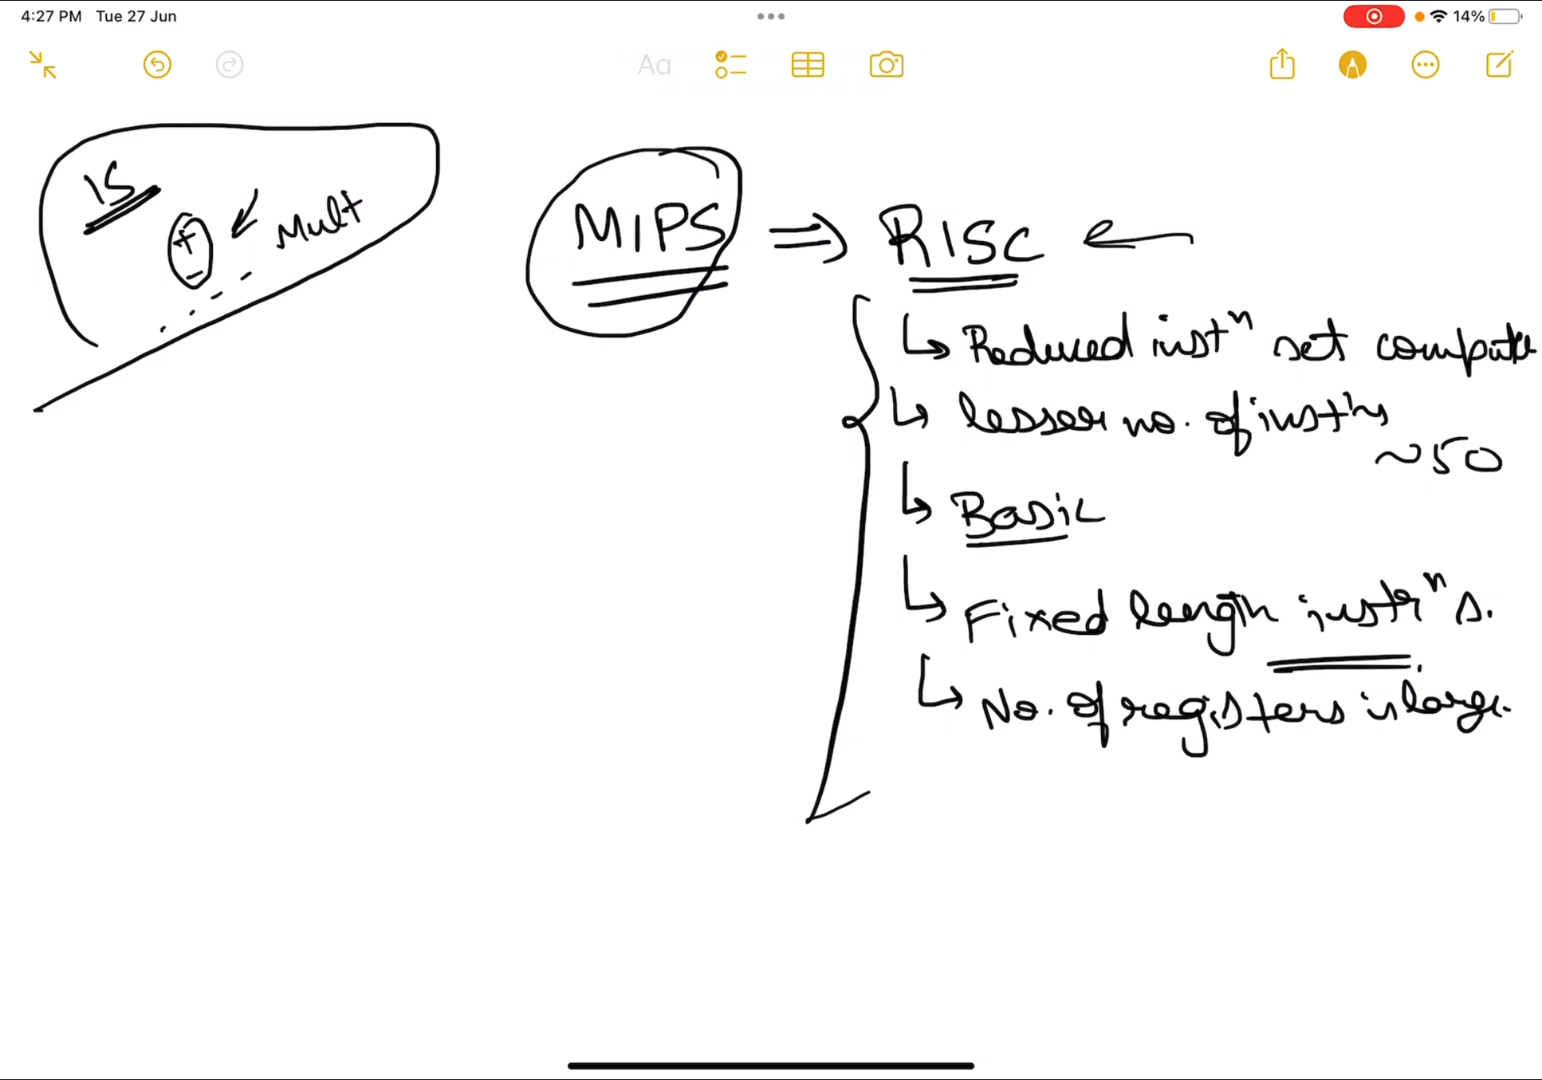 4:27 PM Tue 27 Jun
14%
Aa
IS
+
-
Mult
MIPS ⇒ RISC ←
↳ Reduced instⁿ set compute
↳ lesser no. of instⁿs
~50
↳ Basic
↳ Fixed length instrⁿs.
↳ No. of registers is large.